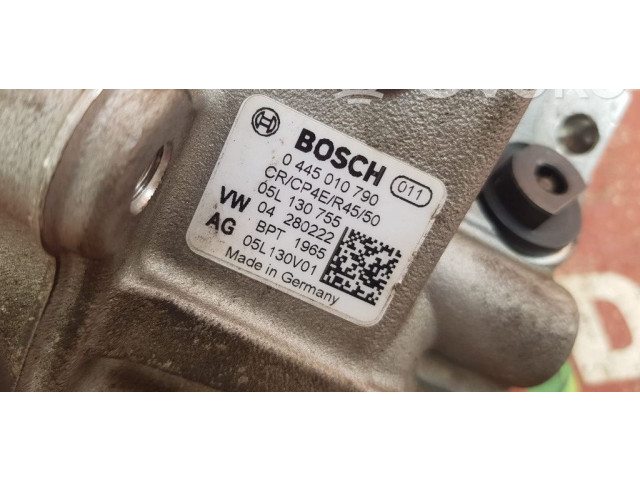 BOSCH
0 445 010 790 011
CR/CP4E/R45/50
05L 130 755
VW AG
04 280222
BPT 1965
05L130V01
Made in Germany